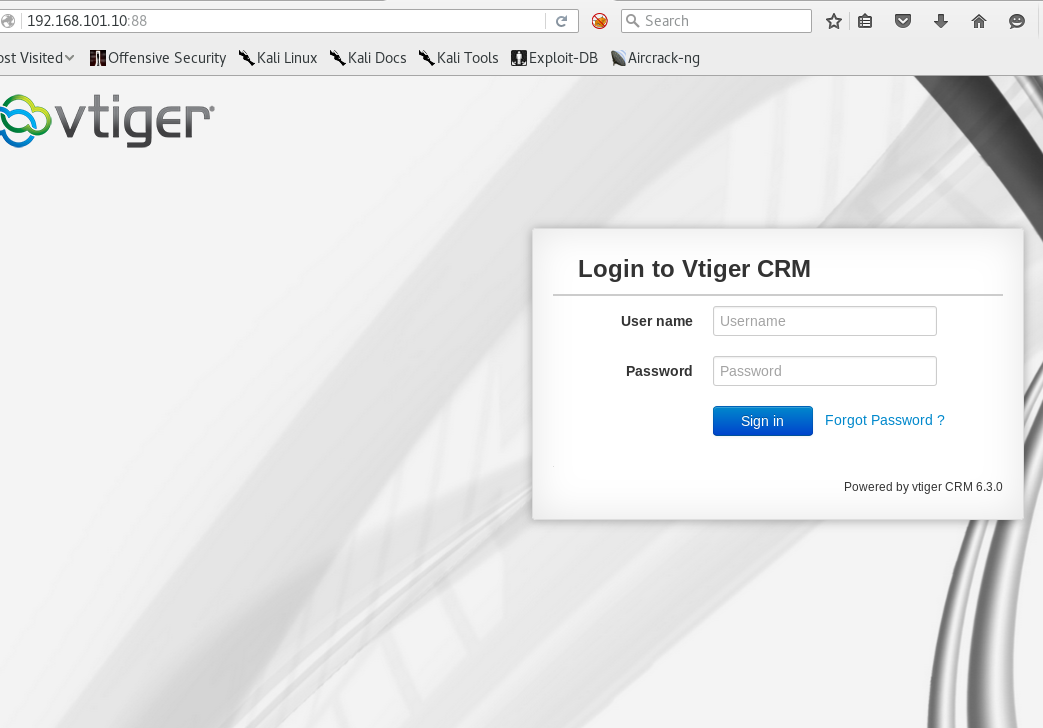 192.168.101.10:88 Search
ost Visited Offensive Security Kali Linux Kali Docs Kali Tools Exploit-DB Aircrack-ng
vtiger
Login to Vtiger CRM
User name Username
Password Password
Sign in Forgot Password ?
Powered by vtiger CRM 6.3.0